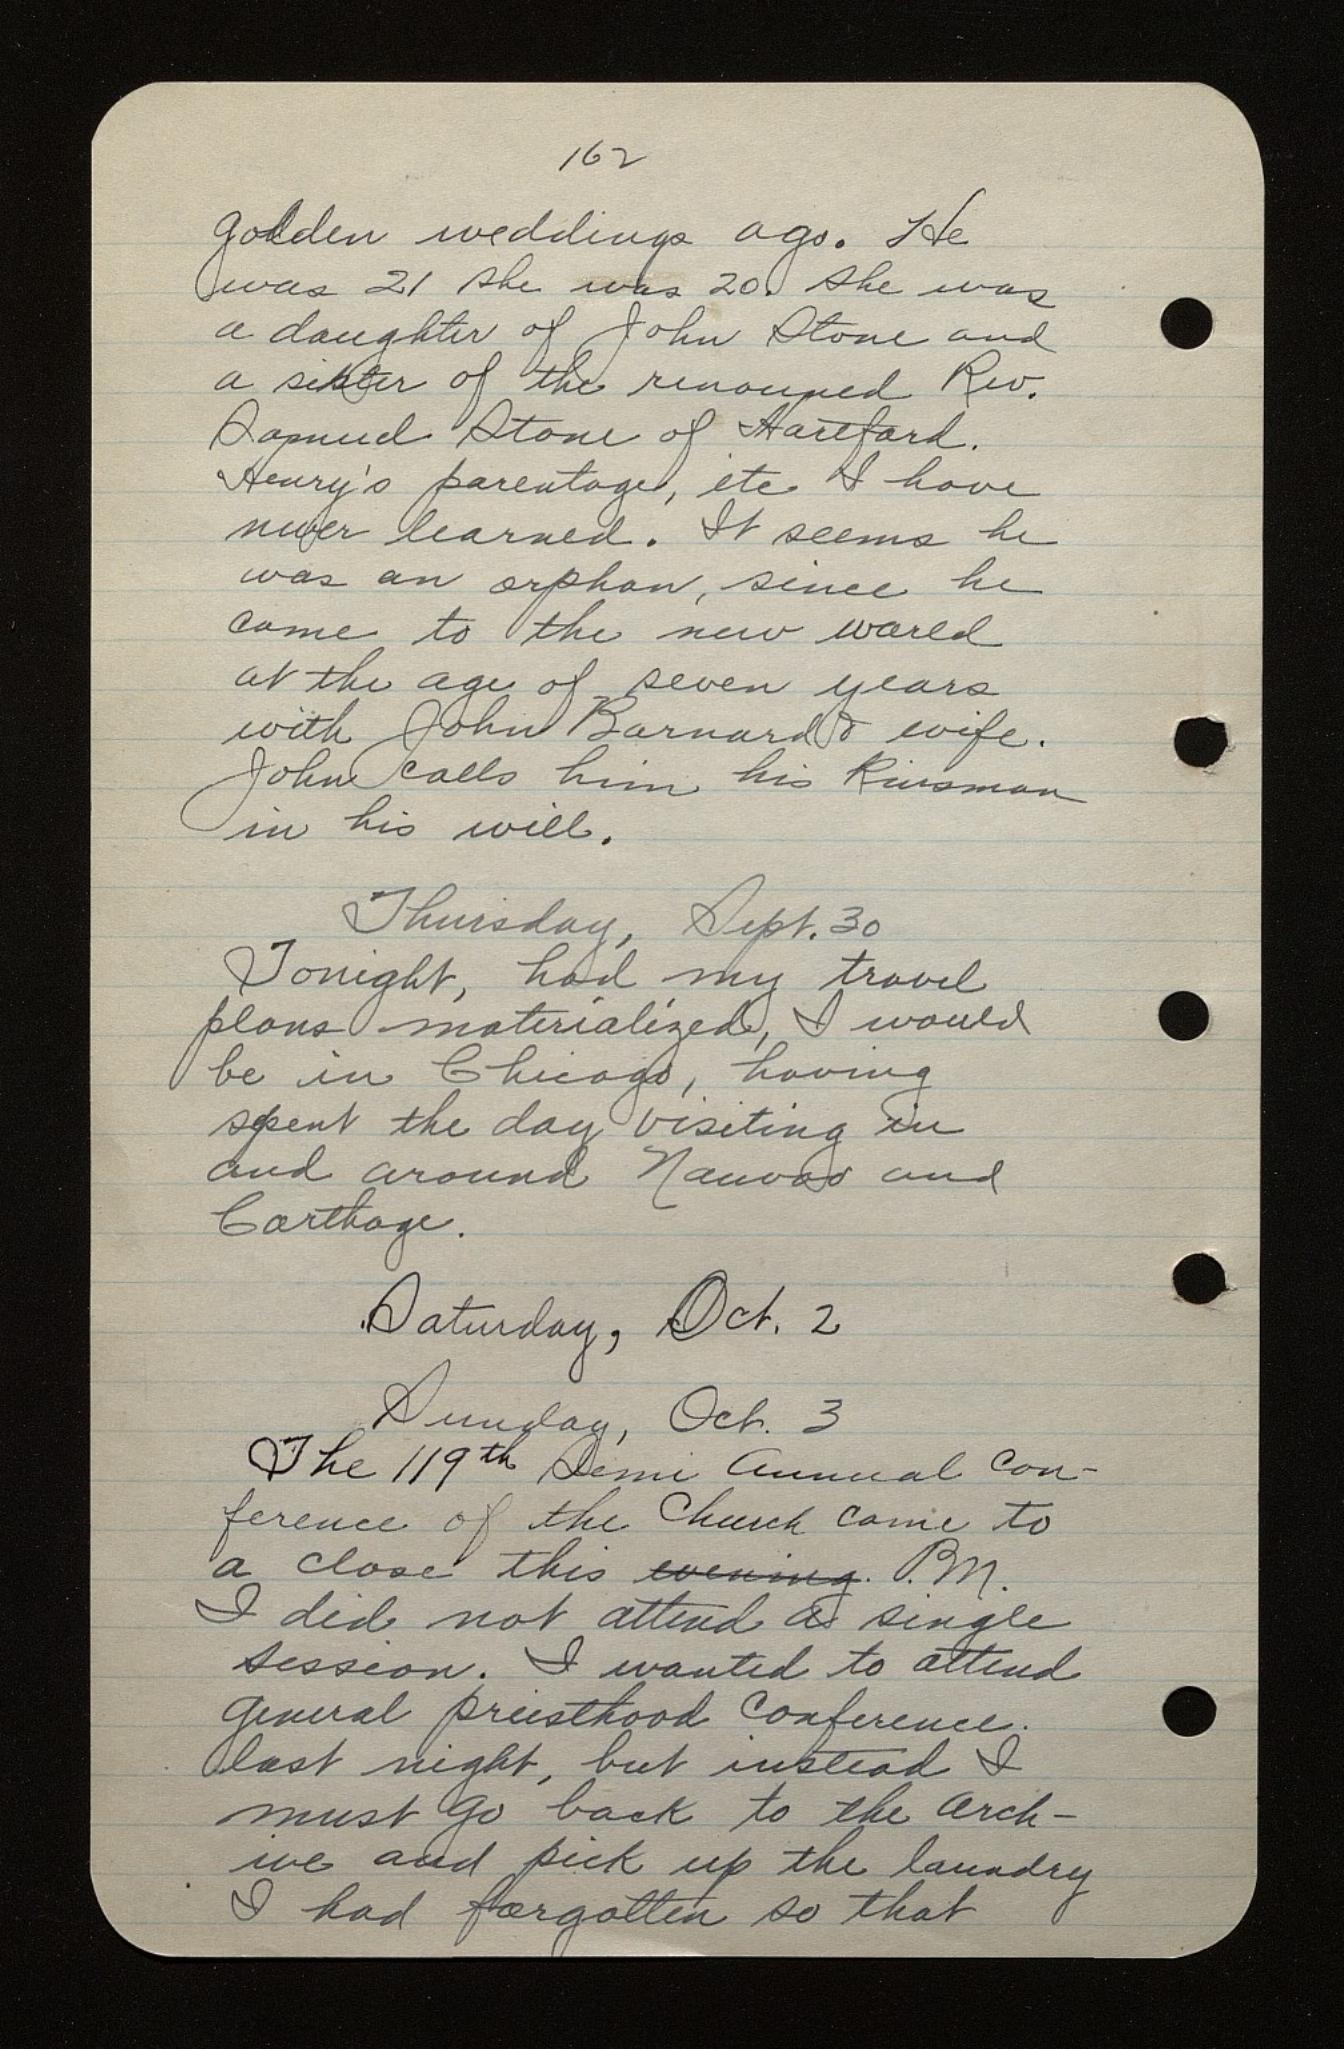 162
golden weddings ago. He
was 21 she was 20. She was
a daughter of John Stone and
a sister of the renouned Rev.
Samuel Stone of Hartford.
Henry's parentage, etc I have
never learned. It seems he
was an orphan, since he
came to the new world
at the age of seven years
with John Barnard & wife.
John calls him his Kinsman
in his will.
Thursday, Sept. 30
Tonight, had my travel
plans materialized, I would
be in Chicago, having
spent the day visiting in
and around Nauvoo and
Carthage.
Saturday, Oct. 2
Sunday, Oct. 3
The 119th Semi Annual Con-
ference of the Church came to
a close this evening. P.M.
I did not attend a single
session. I wanted to attend
general priesthood conference.
last night, but instead I
must go back to the arch-
ive and pick up the laundry
I had forgotten so that